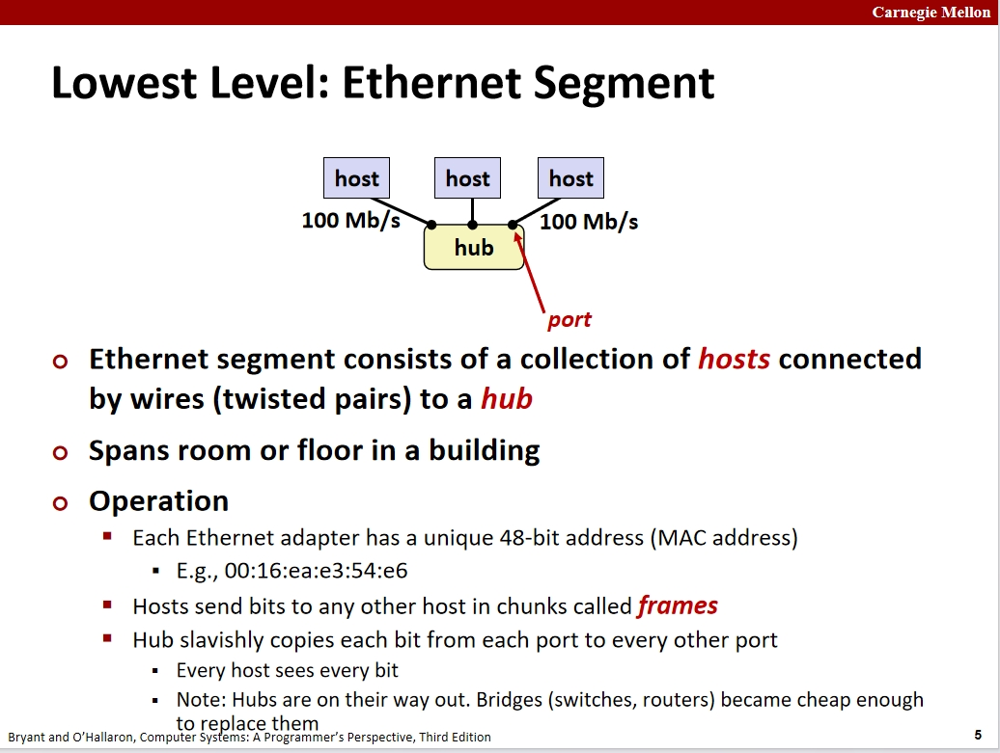 Carnegie Mellon
Lowest Level: Ethernet Segment
host host host
100 Mb/s 100 Mb/s
hub
port
Ethernet segment consists of a collection of hosts connected
by wires (twisted pairs) to a hub
Spans room or floor in a building
Operation
Each Ethernet adapter has a unique 48-bit address (MAC address)
E.g., 00:16:ea:e3:54:e6
Hosts send bits to any other host in chunks called frames
Hub slavishly copies each bit from each port to every other port
Every host sees every bit
Note: Hubs are on their way out. Bridges (switches, routers) became cheap enough
to replace them
Bryant and O'Hallaron, Computer Systems: A Programmer's Perspective, Third Edition
5